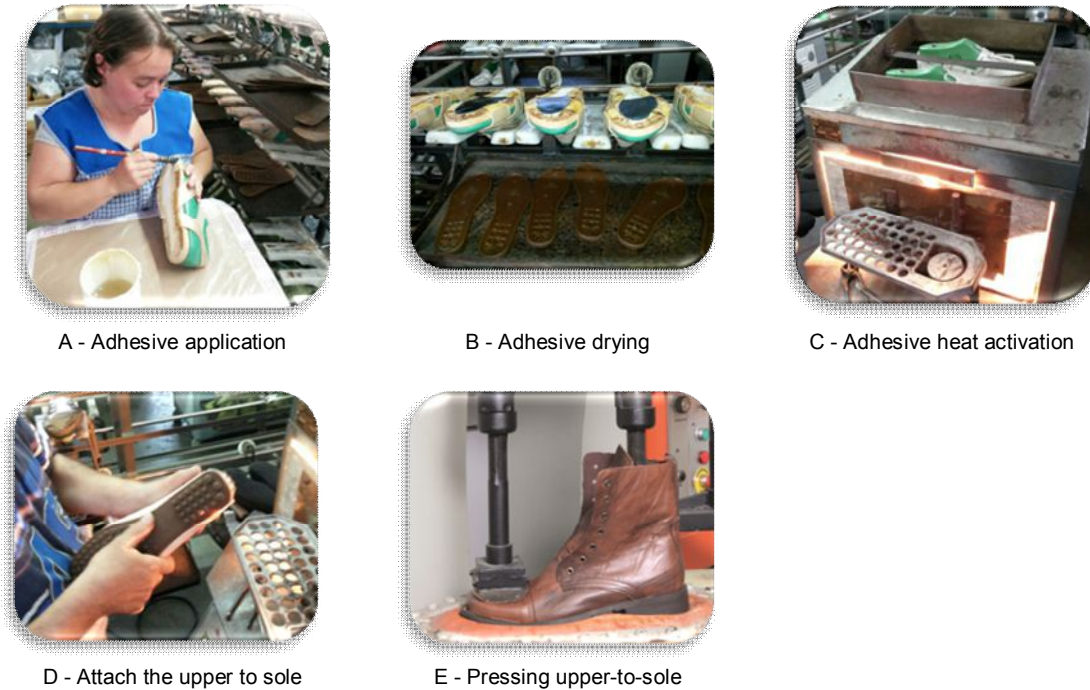 A - Adhesive application
B - Adhesive drying
C - Adhesive heat activation
D - Attach the upper to sole
E - Pressing upper-to-sole